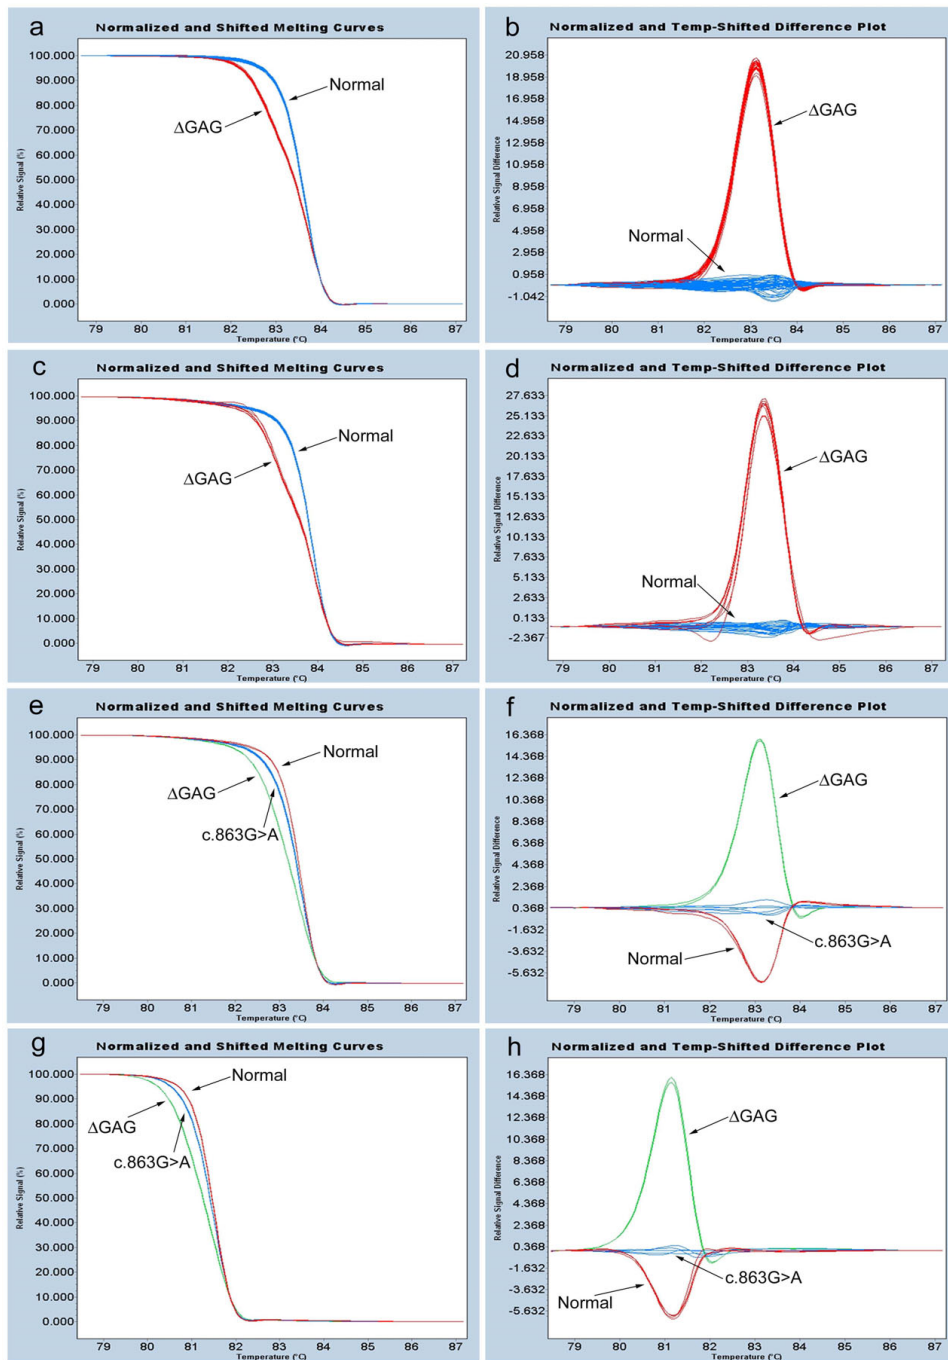 a
Normalized and Shifted Melting Curves
Relative Signal (%)
100.000
90.000
80.000
70.000
60.000
50.000
40.000
30.000
20.000
10.000
0.000
Normal
ΔGAG
79 80 81 82 83 84 85 86 87
Temperature (°C)
b
Normalized and Temp-Shifted Difference Plot
Relative Signal Difference
20.958
18.958
16.958
14.958
12.958
10.958
8.958
6.958
4.958
2.958
0.958
-1.042
ΔGAG
Normal
79 80 81 82 83 84 85 86 87
Temperature (°C)
c
Normalized and Shifted Melting Curves
Relative Signal (%)
100.000
90.000
80.000
70.000
60.000
50.000
40.000
30.000
20.000
10.000
0.000
Normal
ΔGAG
79 80 81 82 83 84 85 86 87
Temperature (°C)
d
Normalized and Temp-Shifted Difference Plot
Relative Signal Difference
27.633
25.133
22.633
20.133
17.633
15.133
12.633
10.133
7.633
5.133
2.633
0.133
-2.367
ΔGAG
Normal
79 80 81 82 83 84 85 86 87
Temperature (°C)
e
Normalized and Shifted Melting Curves
Relative Signal (%)
100.000
90.000
80.000
70.000
60.000
50.000
40.000
30.000
20.000
10.000
0.000
Normal
ΔGAG
c.863G>A
79 80 81 82 83 84 85 86 87
Temperature (°C)
f
Normalized and Temp-Shifted Difference Plot
Relative Signal Difference
16.368
14.368
12.368
10.368
8.368
6.368
4.368
2.368
0.368
-1.632
-3.632
-5.632
ΔGAG
c.863G>A
Normal
79 80 81 82 83 84 85 86 87
Temperature (°C)
g
Normalized and Shifted Melting Curves
Relative Signal (%)
100.000
90.000
80.000
70.000
60.000
50.000
40.000
30.000
20.000
10.000
0.000
Normal
ΔGAG
c.863G>A
79 80 81 82 83 84 85 86 87
Temperature (°C)
h
Normalized and Temp-Shifted Difference Plot
Relative Signal Difference
16.368
14.368
12.368
10.368
8.368
6.368
4.368
2.368
0.368
-1.632
-3.632
-5.632
ΔGAG
c.863G>A
Normal
79 80 81 82 83 84 85 86 87
Temperature (°C)